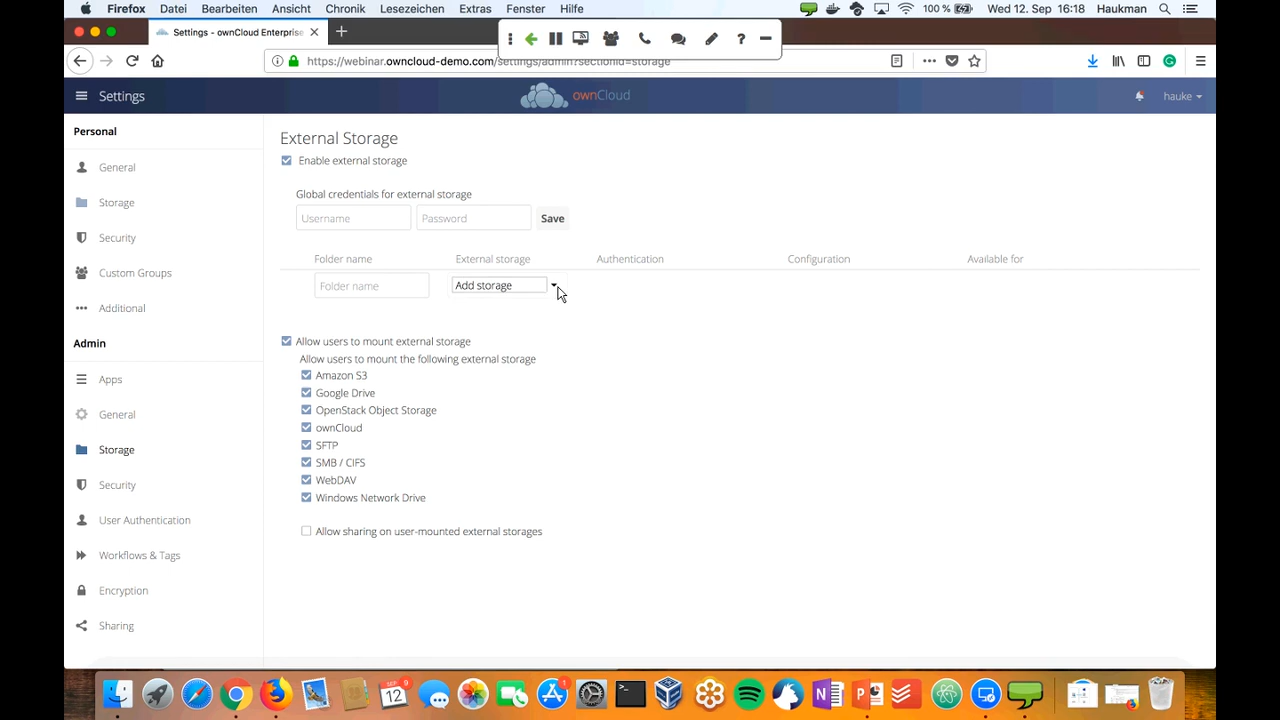 Firefox Datei Bearbeiten Ansicht Chronik Lesezeichen Extras Fenster Hilfe 100 % Wed 12. Sep 16:18 Haukman
Settings - ownCloud Enterprise
https://webinar.owncloud-demo.com/settings/admin?sectionid=storage
Settings
ownCloud
hauke
Personal
General
Storage
Security
Custom Groups
Additional
Admin
Apps
General
Storage
Security
User Authentication
Workflows & Tags
Encryption
Sharing
External Storage
Enable external storage
Global credentials for external storage
Username Password Save
Folder name External storage Authentication Configuration Available for
Folder name Add storage
Allow users to mount external storage
Allow users to mount the following external storage
Amazon S3
Google Drive
OpenStack Object Storage
ownCloud
SFTP
SMB / CIFS
WebDAV
Windows Network Drive
Allow sharing on user-mounted external storages